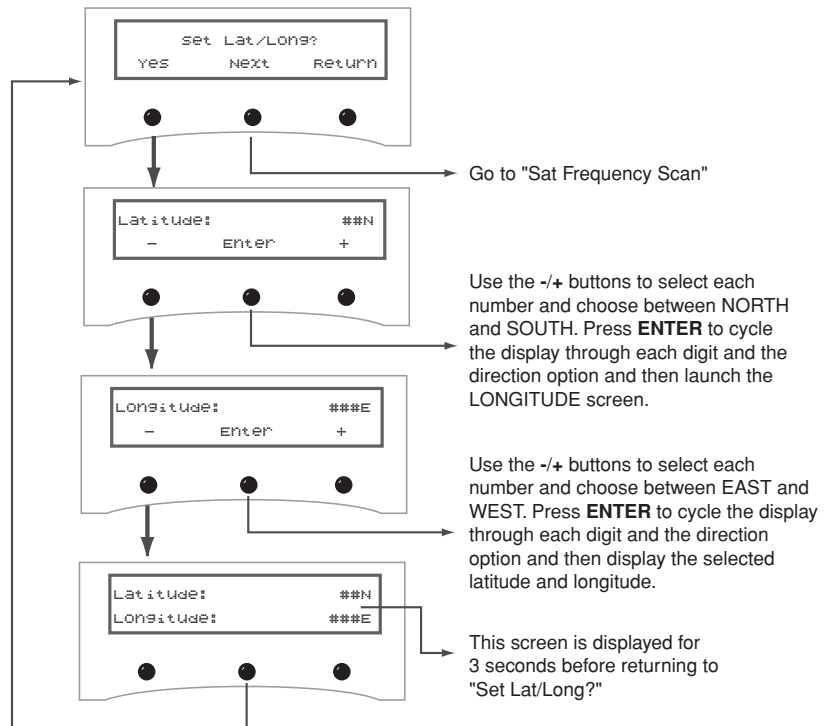 Set Lat/Long?
Yes Next Return
Go to "Sat Frequency Scan"
Latitude: ##N
- Enter +
Use the -/+ buttons to select each
number and choose between NORTH
and SOUTH. Press ENTER to cycle
the display through each digit and the
direction option and then launch the
LONGITUDE screen.
Longitude: ###E
- Enter +
Use the -/+ buttons to select each
number and choose between EAST and
WEST. Press ENTER to cycle the display
through each digit and the direction
option and then display the selected
latitude and longitude.
Latitude: ##N
Longitude: ###E
This screen is displayed for
3 seconds before returning to
"Set Lat/Long?"